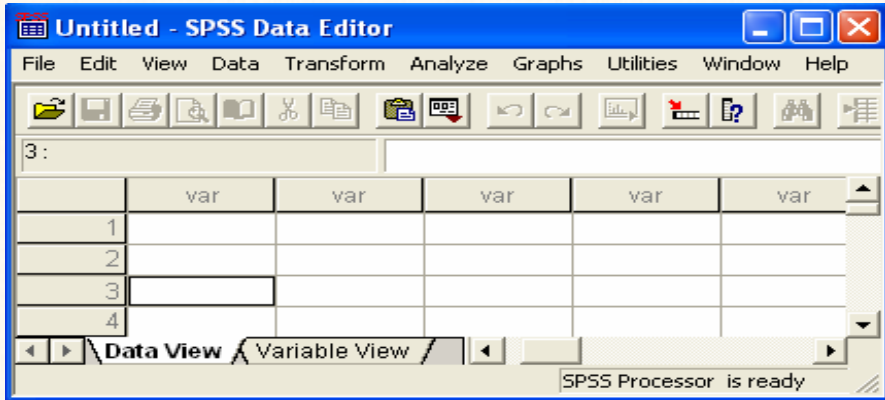 Untitled - SPSS Data Editor
File Edit View Data Transform Analyze Graphs Utilities Window Help
3 :
var var var var var
1
2
3
4
Data View Variable View
SPSS Processor is ready